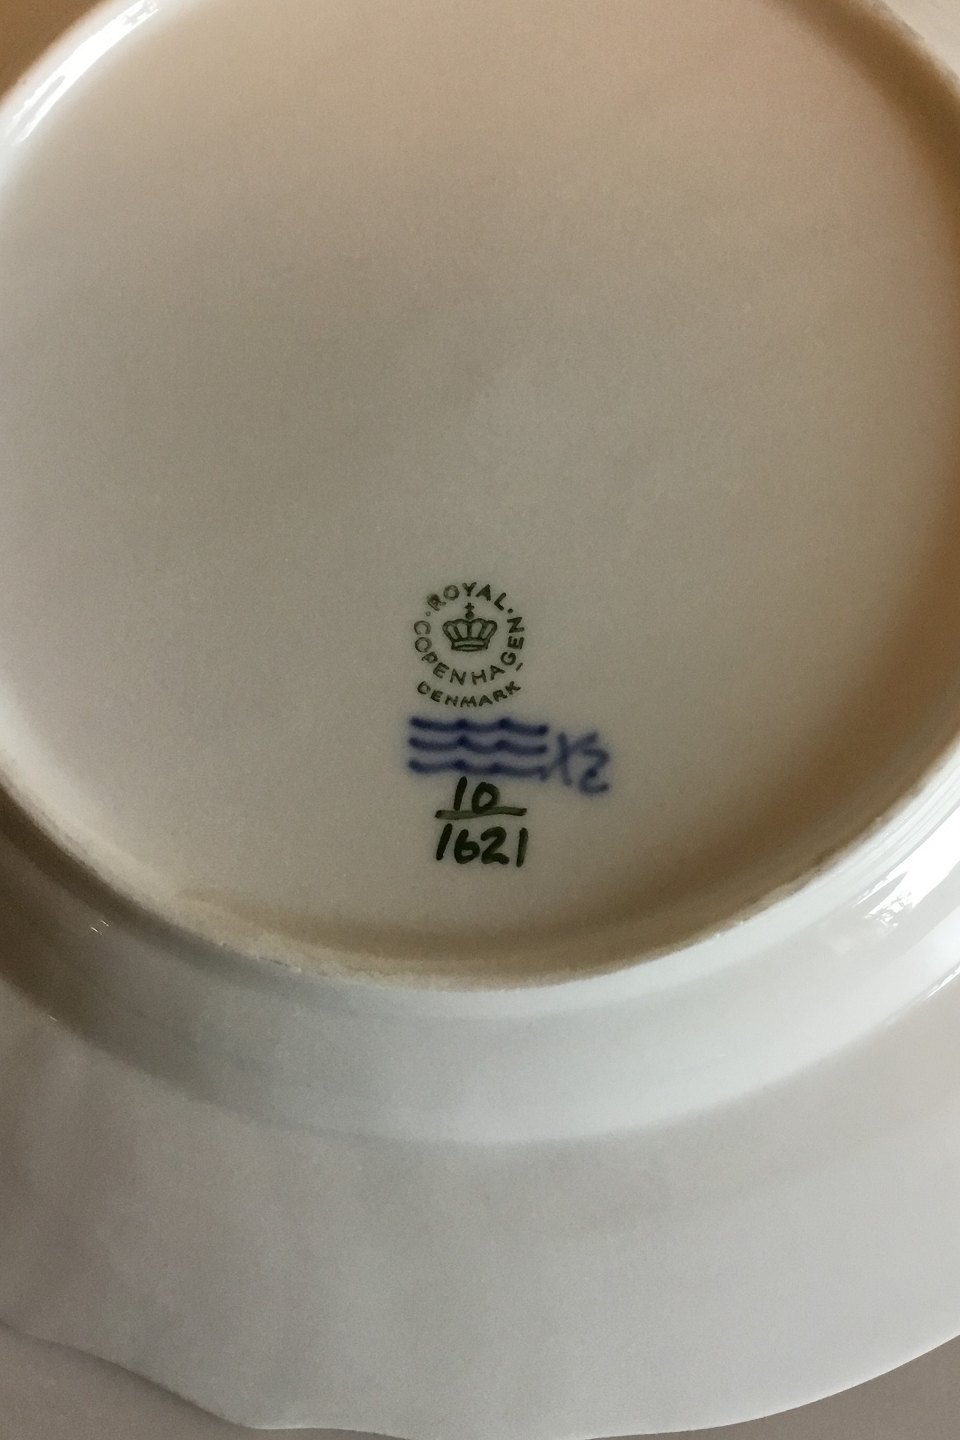 ROYAL
COPENHAGEN
DENMARK
10
1621